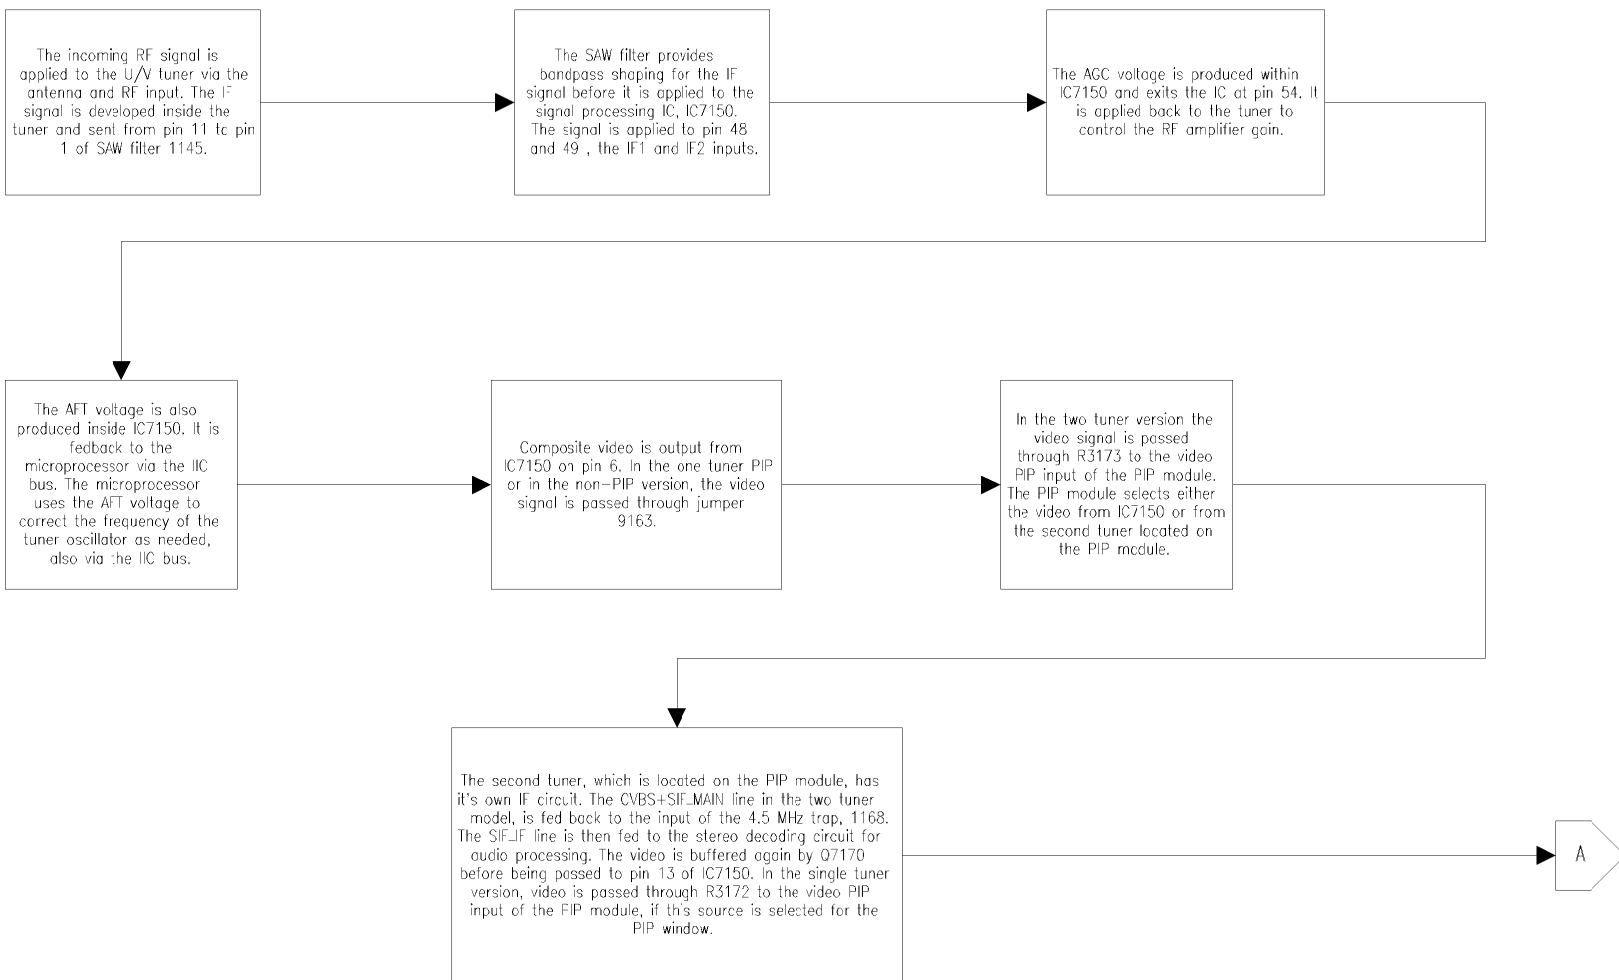 The incoming RF signal is
applied to the U/V tuner via the
antenna and RF input. The IF
signal is developed inside the
tuner and sent from pin 11 to pin
1 of SAW filter 1145.
The SAW filter provides
bandpass shaping for the IF
signal before it is applied to the
signal processing IC, IC7150.
The signal is applied to pin 48
and 49 , the IF1 and IF2 inputs.
The AGC voltage is produced within
IC7150 and exits the IC at pin 54. It
is applied back to the tuner to
control the RF amplifier gain.
The AFT voltage is also
produced inside IC7150. It is
fedback to the
microprocessor via the IIC
bus. The microprocessor
uses the AFT voltage to
correct the frequency of the
tuner oscillator as needed,
also via the IIC bus.
Composite video is output from
IC7150 on pin 6. In the one tuner PIP
or in the non-PIP version, the video
signal is passed through jumper
9163.
In the two tuner version the
video signal is passed
through R3173 to the video
PIP input of the PIP module.
The PIP module selects either
the video from IC7150 or from
the second tuner located on
the PIP module.
The second tuner, which is located on the PIP module, has
it's own IF circuit. The CVBS+SIF_MAIN line in the two tuner
model, is fed back to the input of the 4.5 MHz trap, 1168.
The SIF_IF line is then fed to the stereo decoding circuit for
audio processing. The video is buffered again by Q7170
before being passed to pin 13 of IC7150. In the single tuner
version, video is passed through R3172 to the video PIP
input of the PIP module, if this source is selected for the
PIP window.
A